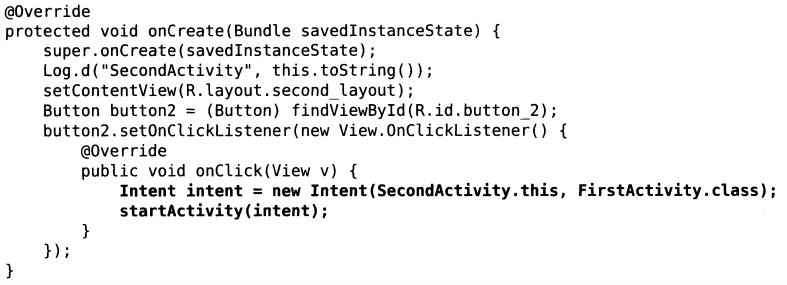 @Override
protected void onCreate(Bundle savedInstanceState) {
    super.onCreate(savedInstanceState);
    Log.d("SecondActivity", this.toString());
    setContentView(R.layout.second_layout);
    Button button2 = (Button) findViewById(R.id.button_2);
    button2.setOnClickListener(new View.OnClickListener() {
        @Override
        public void onClick(View v) {
            Intent intent = new Intent(SecondActivity.this, FirstActivity.class);
            startActivity(intent);
        }
    });
}